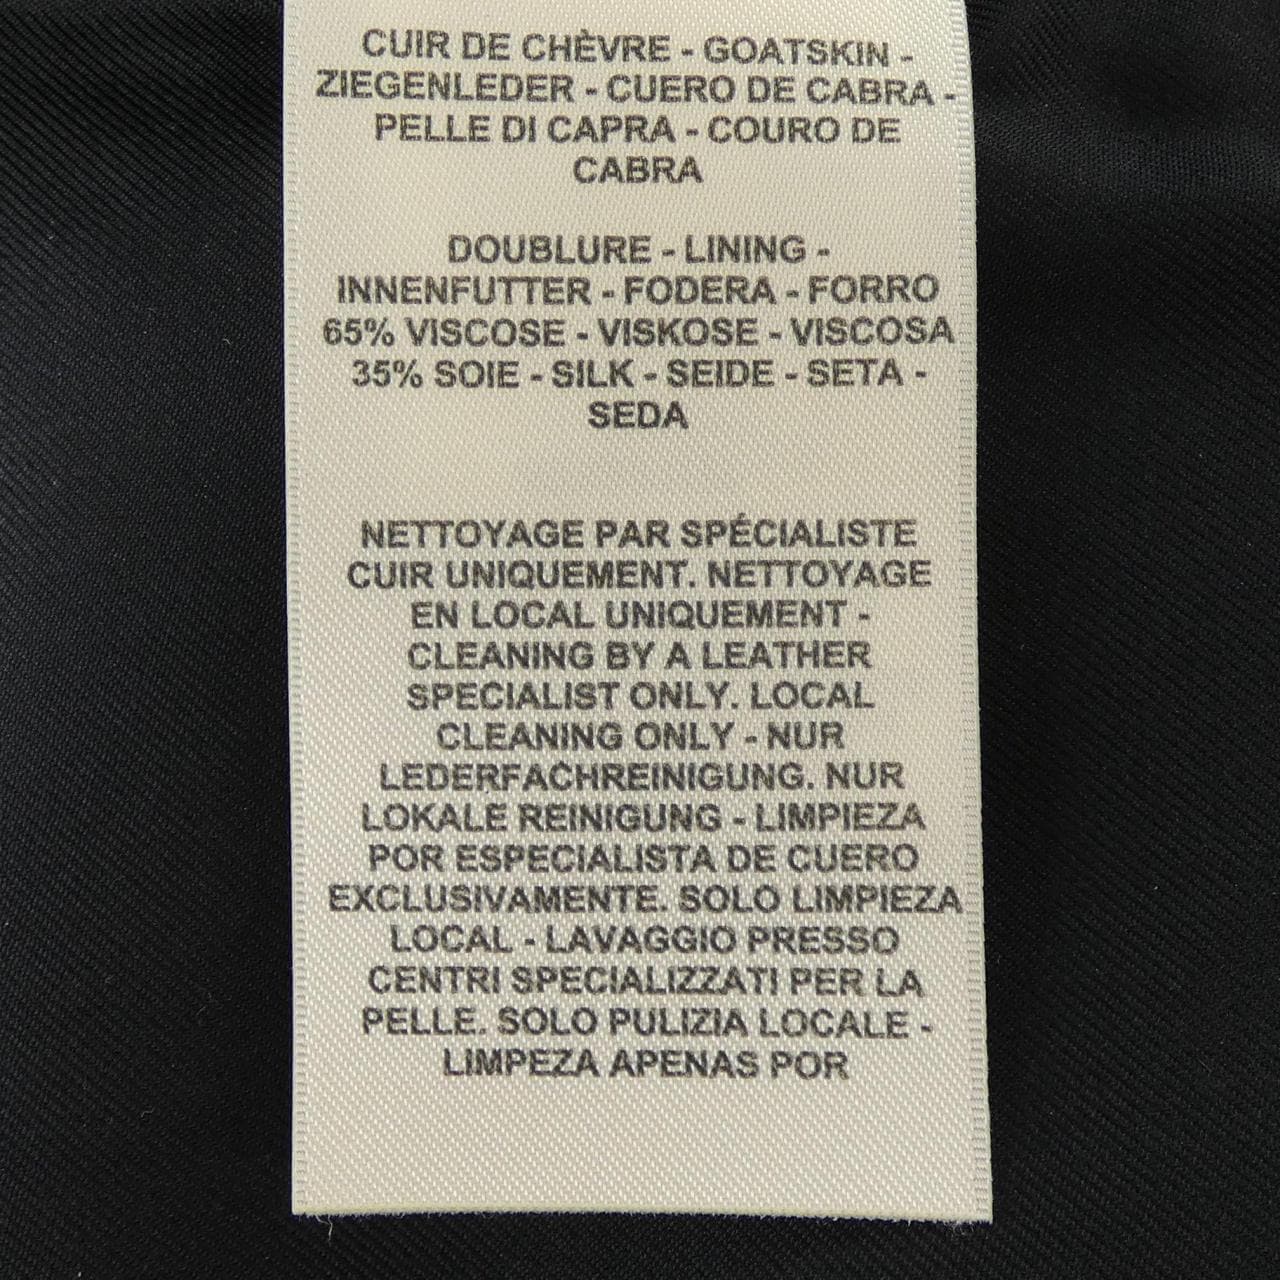 CUIR DE CHÈVRE - GOATSKIN -
ZIEGENLEDER - CUERO DE CABRA -
PELLE DI CAPRA - COURO DE
CABRA
DOUBLURE - LINING -
INNENFUTTER - FODERA - FORRO
65% VISCOSE - VISKOSE - VISCOSA
35% SOIE - SILK - SEIDE - SETA -
SEDA
NETTOYAGE PAR SPÉCIALISTE
CUIR UNIQUEMENT. NETTOYAGE
EN LOCAL UNIQUEMENT -
CLEANING BY A LEATHER
SPECIALIST ONLY. LOCAL
CLEANING ONLY - NUR
LEDERFACHREINIGUNG. NUR
LOKALE REINIGUNG - LIMPIEZA
POR ESPECIALISTA DE CUERO
EXCLUSIVAMENTE. SOLO LIMPIEZA
LOCAL - LAVAGGIO PRESSO
CENTRI SPECIALIZZATI PER LA
PELLE. SOLO PULIZIA LOCALE -
LIMPEZA APENAS POR